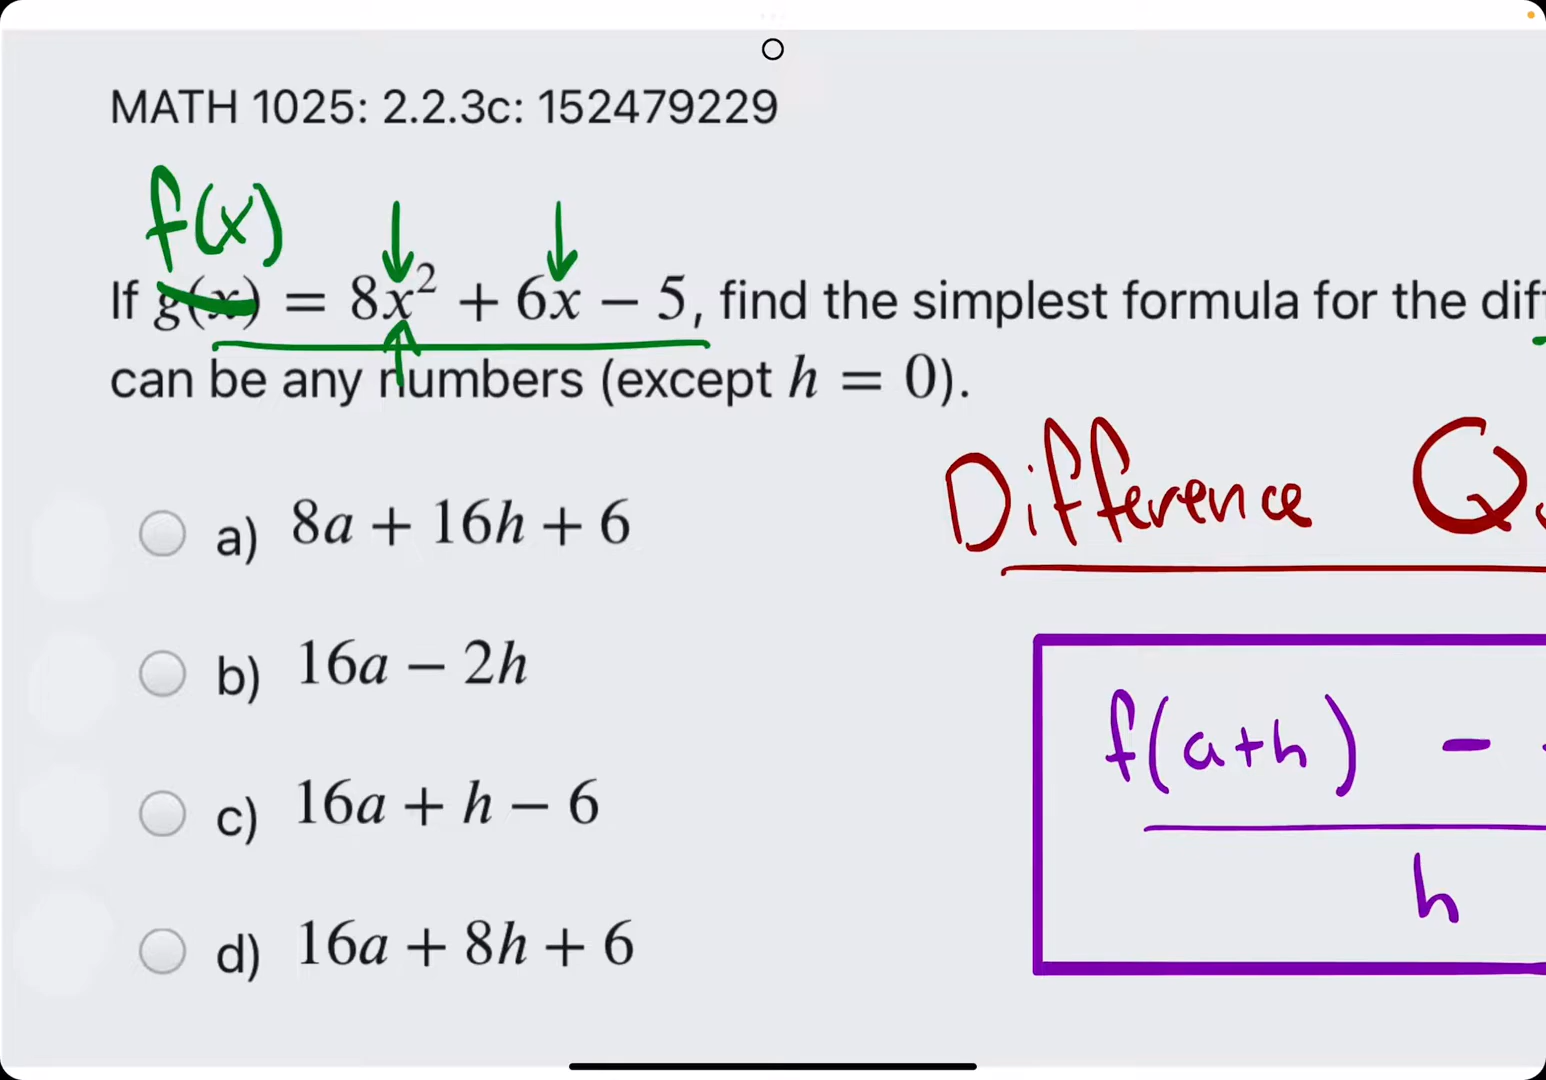 MATH 1025: 2.2.3c: 152479229
f(x)
If g(x) = 8x² + 6x − 5, find the simplest formula for the
can be any numbers (except h = 0).
Difference
a) 8a + 16h + 6
b) 16a − 2h
c) 16a + h − 6
d) 16a + 8h + 6
f(a+h) -
h